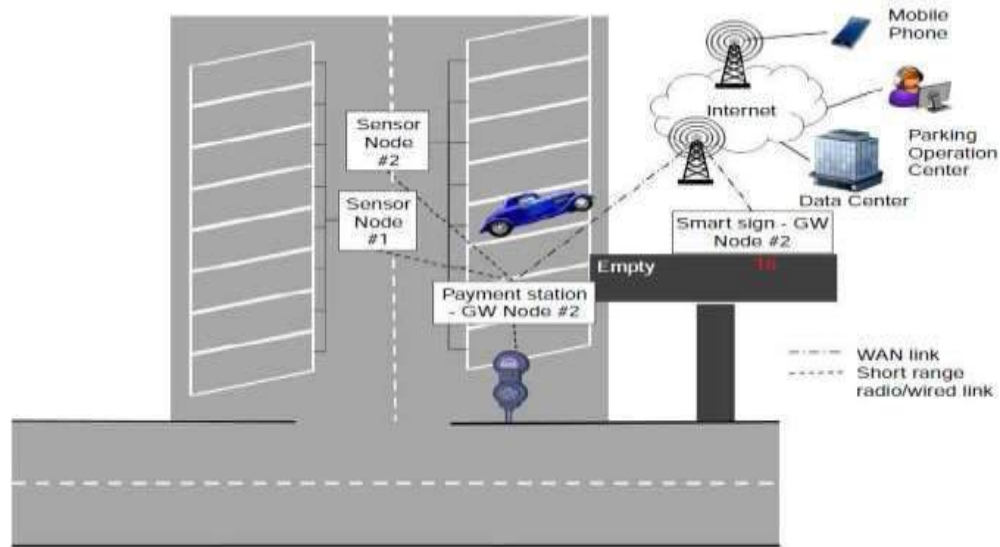 Mobile
Phone
Internet
Parking
Operation
Center
Data Center
Sensor
Node
#2
Sensor
Node
#1
Smart sign - GW
Node #2
Empty
16
Payment station
- GW Node #2
WAN link
Short range
radio/wired link